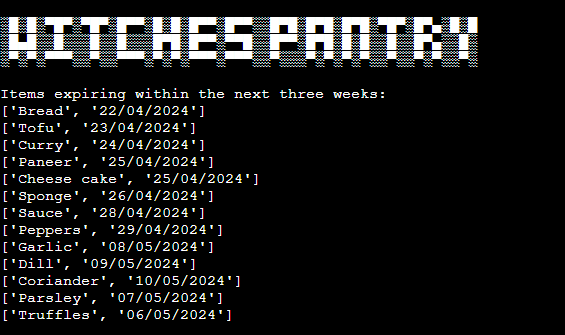 WITCHES PANTRY
Items expiring within the next three weeks:
['Bread', '22/04/2024']
['Tofu', '23/04/2024']
['Curry', '24/04/2024']
['Paneer', '25/04/2024']
['Cheese cake', '25/04/2024']
['Sponge', '26/04/2024']
['Sauce', '28/04/2024']
['Peppers', '29/04/2024']
['Garlic', '08/05/2024']
['Dill', '09/05/2024']
['Coriander', '10/05/2024']
['Parsley', '07/05/2024']
['Truffles', '06/05/2024']